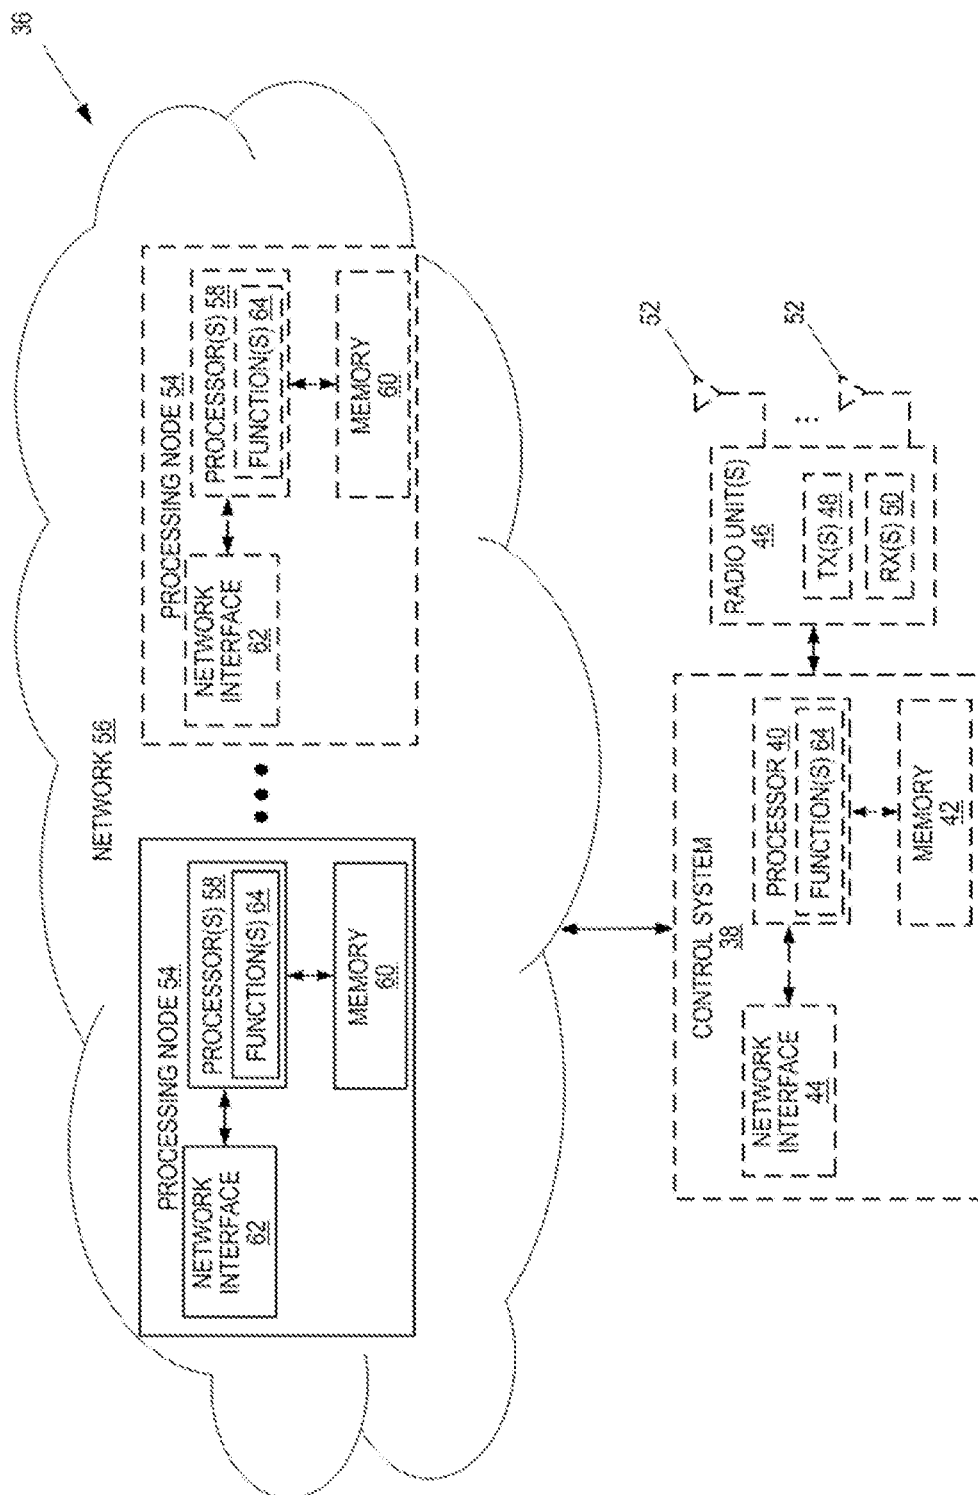 36
NETWORK 56
PROCESSING NODE 54
NETWORK
INTERFACE
62
PROCESSOR(S) 58
FUNCTION(S) 64
MEMORY
60
PROCESSING NODE 54
NETWORK
INTERFACE
62
PROCESSOR(S) 58
FUNCTION(S) 64
MEMORY
60
CONTROL SYSTEM
38
NETWORK
INTERFACE
44
PROCESSOR 40
FUNCTION(S) 64
MEMORY
42
RADIO UNIT(S)
46
TX(S) 48
RX(S) 50
52
52